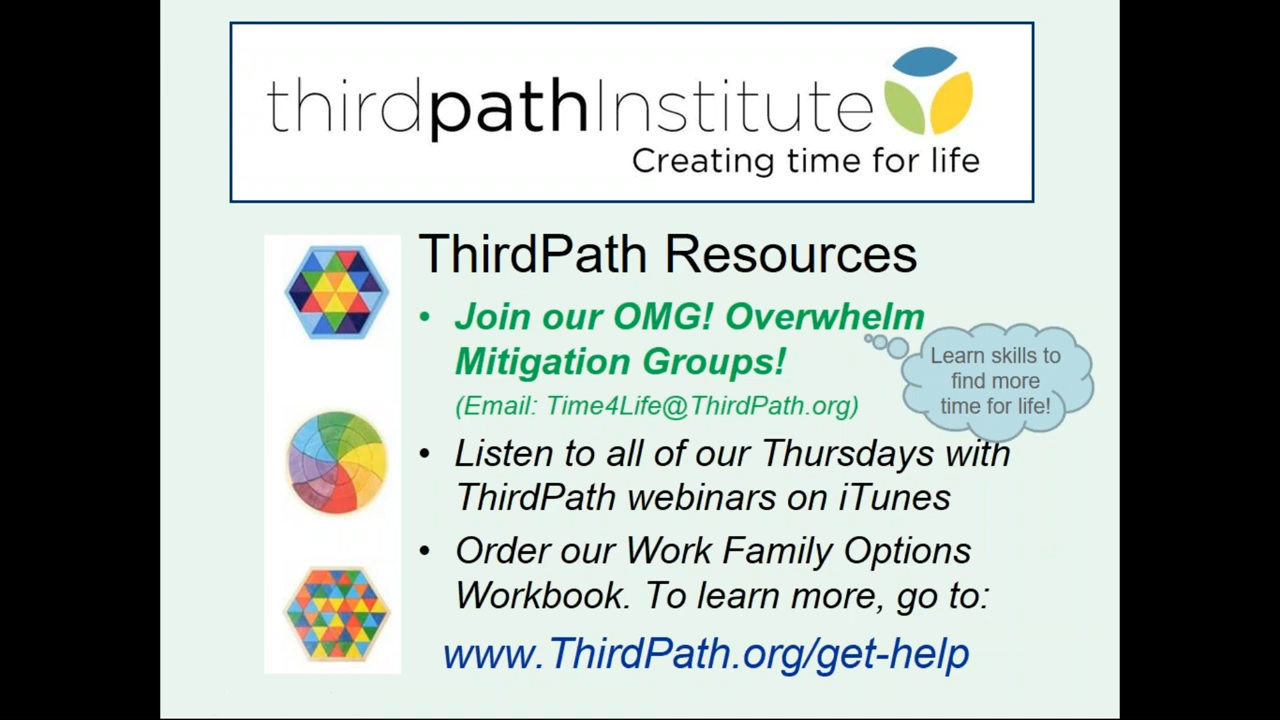 thirdpathInstitute
Creating time for life
ThirdPath Resources
• Join our OMG! Overwhelm
Mitigation Groups!
(Email: Time4Life@ThirdPath.org)
Learn skills to
find more
time for life!
• Listen to all of our Thursdays with
ThirdPath webinars on iTunes
• Order our Work Family Options
Workbook. To learn more, go to:
www.ThirdPath.org/get-help